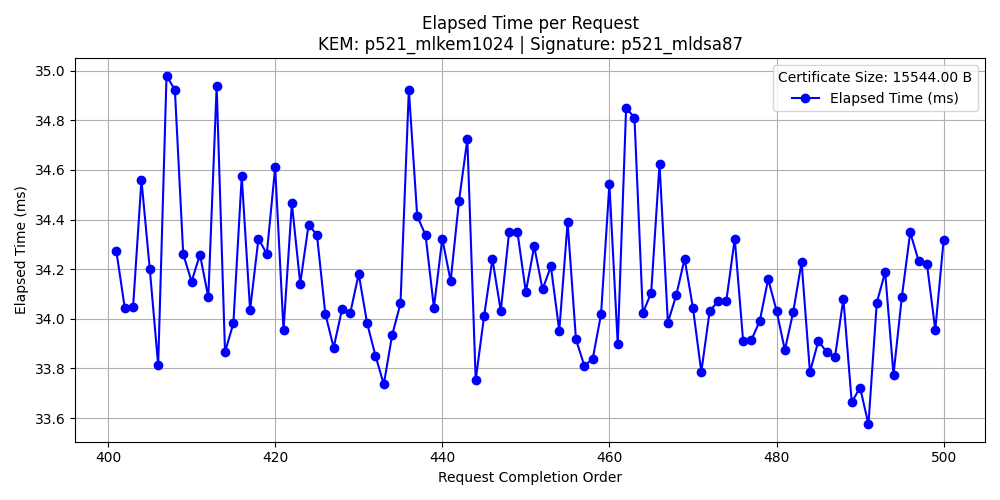 Elapsed Time per Request
KEM: p521_mlkem1024 | Signature: p521_mldsa87
Certificate Size: 15544.00 B
Elapsed Time (ms)
Elapsed Time (ms)
35.0
34.8
34.6
34.4
34.2
34.0
33.8
33.6
400
420
440
460
480
500
Request Completion Order